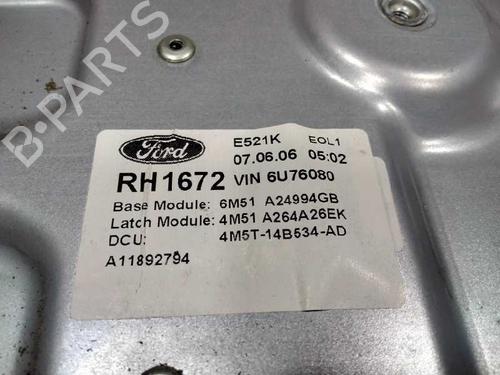 B-PARTS
Ford E521K EOL1
07.06.06 05:02
RH1672 VIN 6U76080
Base Module: 6M51 A24994GB
Latch Module: 4M51 A264A26EK
DCU: 4M5T-14B534-AD
A11892794